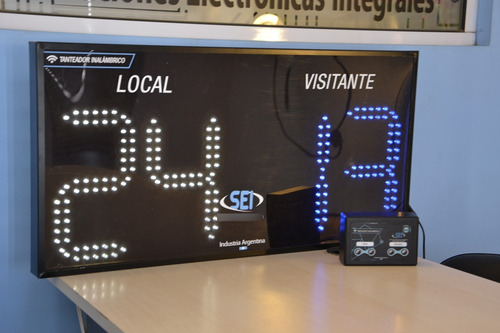 Electrónicas Integrales
TANTEADOR INALÁMBRICO
LOCAL VISITANTE
24 13
SEI
Industria Argentina